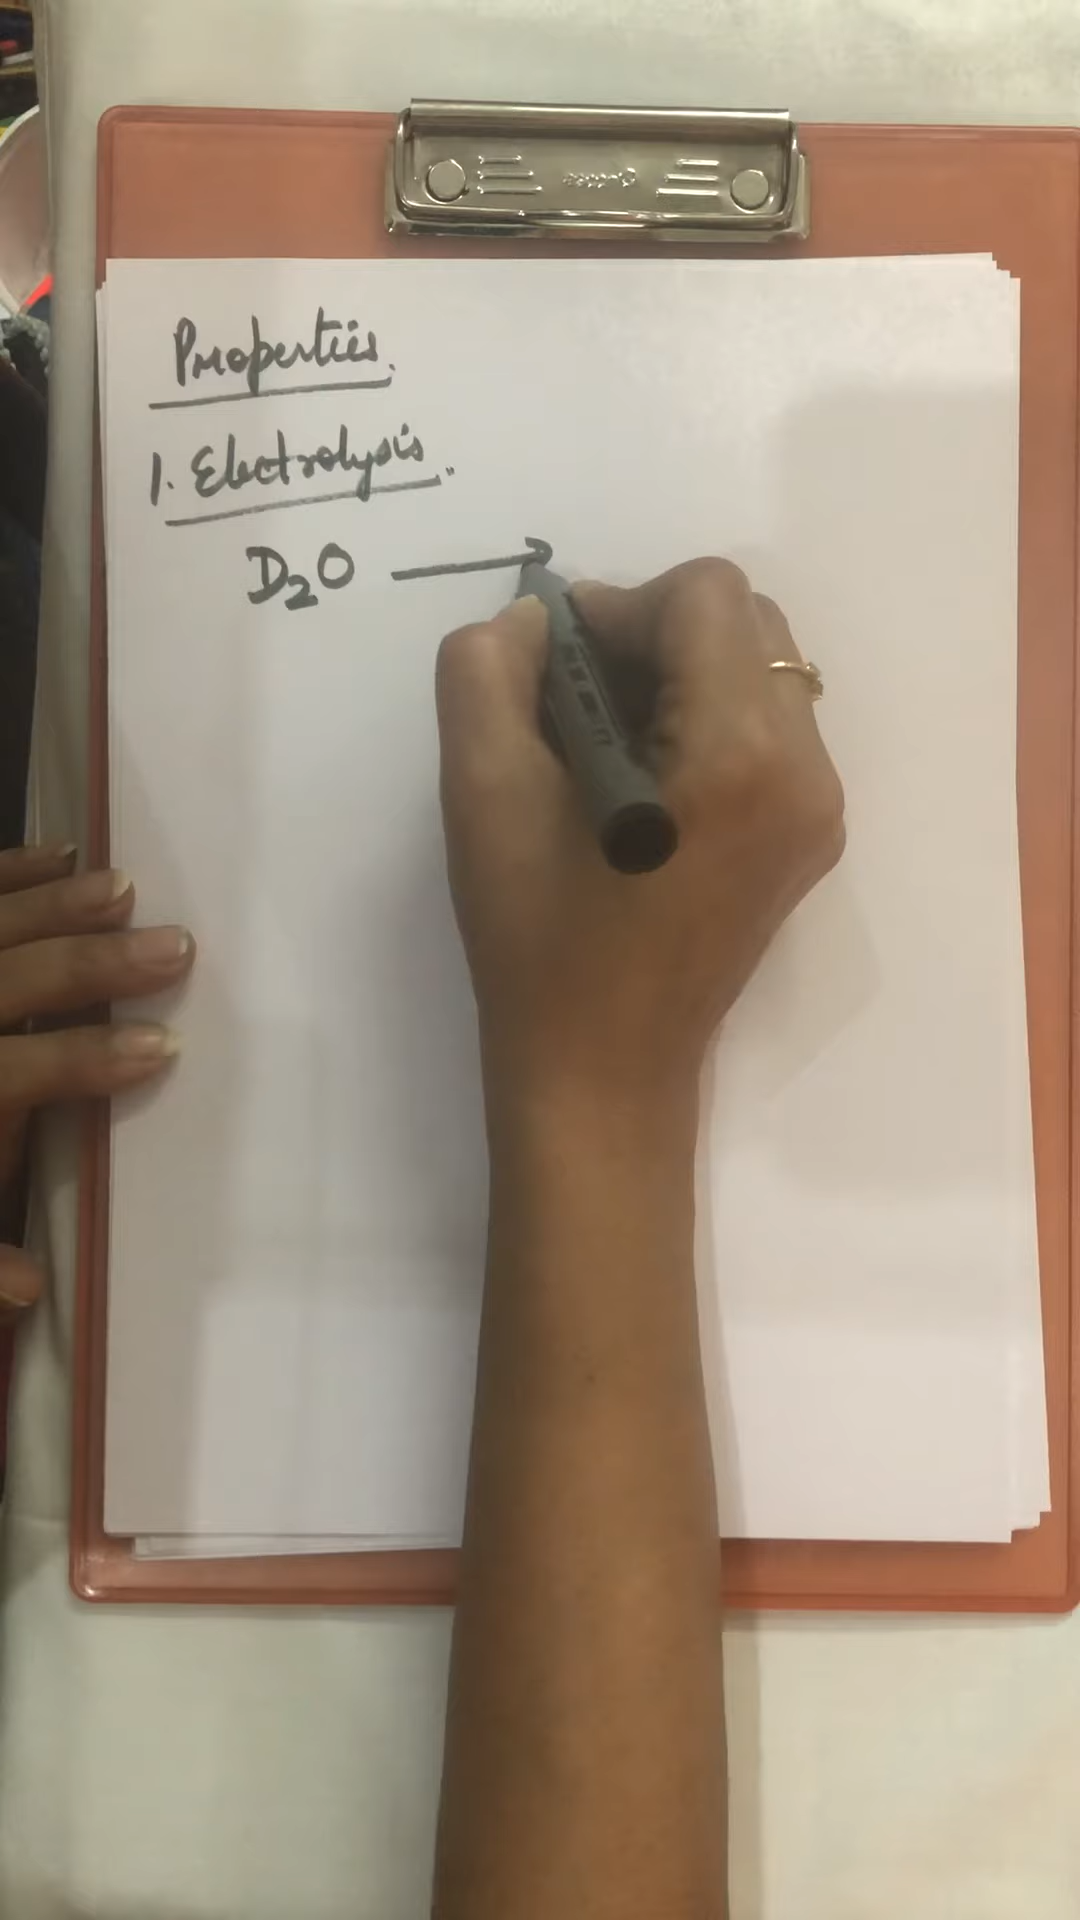 Properties.
1. Electrolysis
D₂O →